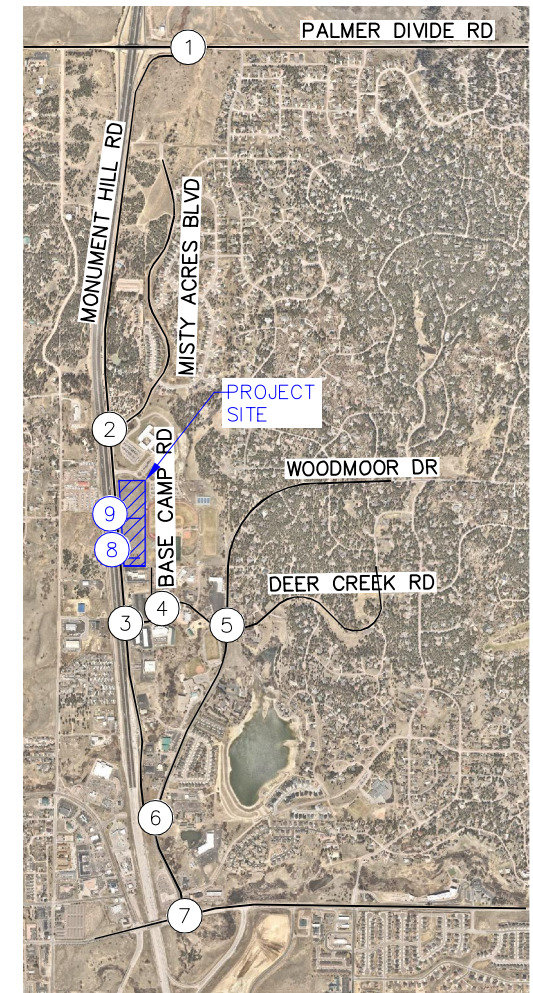 PALMER DIVIDE RD
1
MONUMENT HILL RD
MISTY ACRES BLVD
PROJECT
SITE
2
BASE CAMP RD
WOODMOOR DR
9
8
DEER CREEK RD
4
3
5
6
7